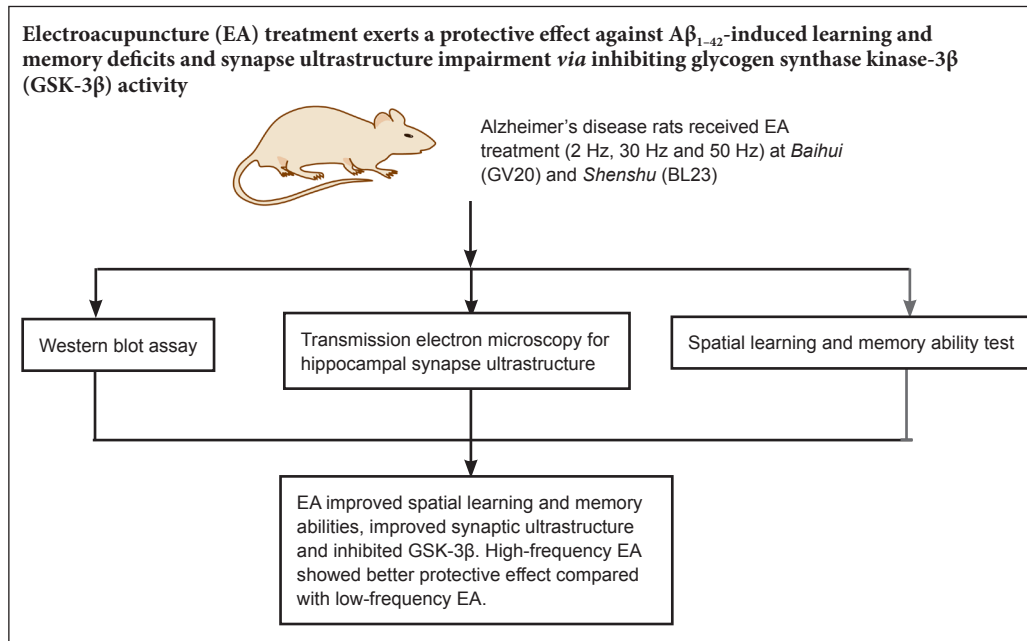 Electroacupuncture (EA) treatment exerts a protective effect against Aβ₁₋₄₂-induced learning and
memory deficits and synapse ultrastructure impairment via inhibiting glycogen synthase kinase-3β
(GSK-3β) activity
Alzheimer's disease rats received EA
treatment (2 Hz, 30 Hz and 50 Hz) at Baihui
(GV20) and Shenshu (BL23)
Western blot assay
Transmission electron microscopy for
hippocampal synapse ultrastructure
Spatial learning and memory ability test
EA improved spatial learning and memory
abilities, improved synaptic ultrastructure
and inhibited GSK-3β. High-frequency EA
showed better protective effect compared
with low-frequency EA.